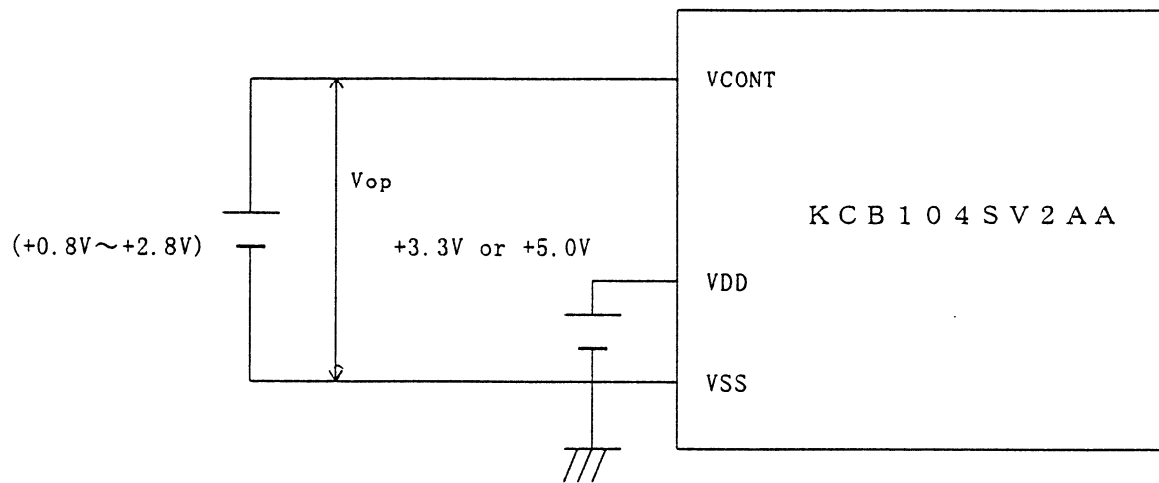 VCONT
Vop
KCB104SV2AA
(+0.8V～+2.8V)
+3.3V or +5.0V
VDD
VSS